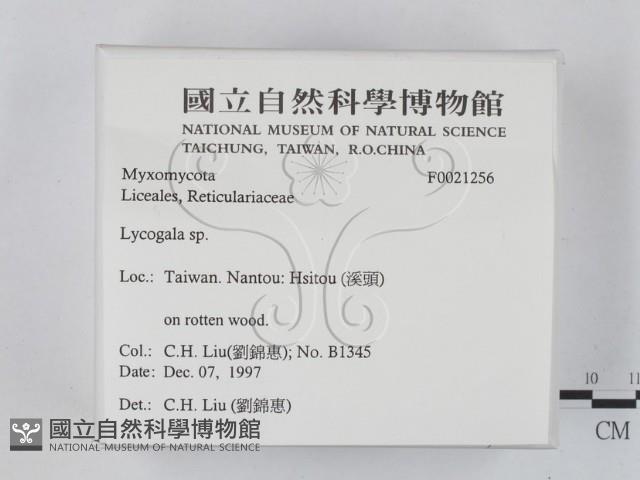 國立自然科學博物館
NATIONAL MUSEUM OF NATURAL SCIENCE
TAICHUNG, TAIWAN, R.O.CHINA
Myxomycota F0021256
Liceales, Reticulariaceae
Lycogala sp.
Loc.: Taiwan. Nantou: Hsitou (溪頭)
on rotten wood.
Col.: C.H. Liu(劉錦惠); No. B1345
Date: Dec. 07, 1997
Det.: C.H. Liu (劉錦惠)
10 11
CM
國立自然科學博物館
NATIONAL MUSEUM OF NATURAL SCIENCE